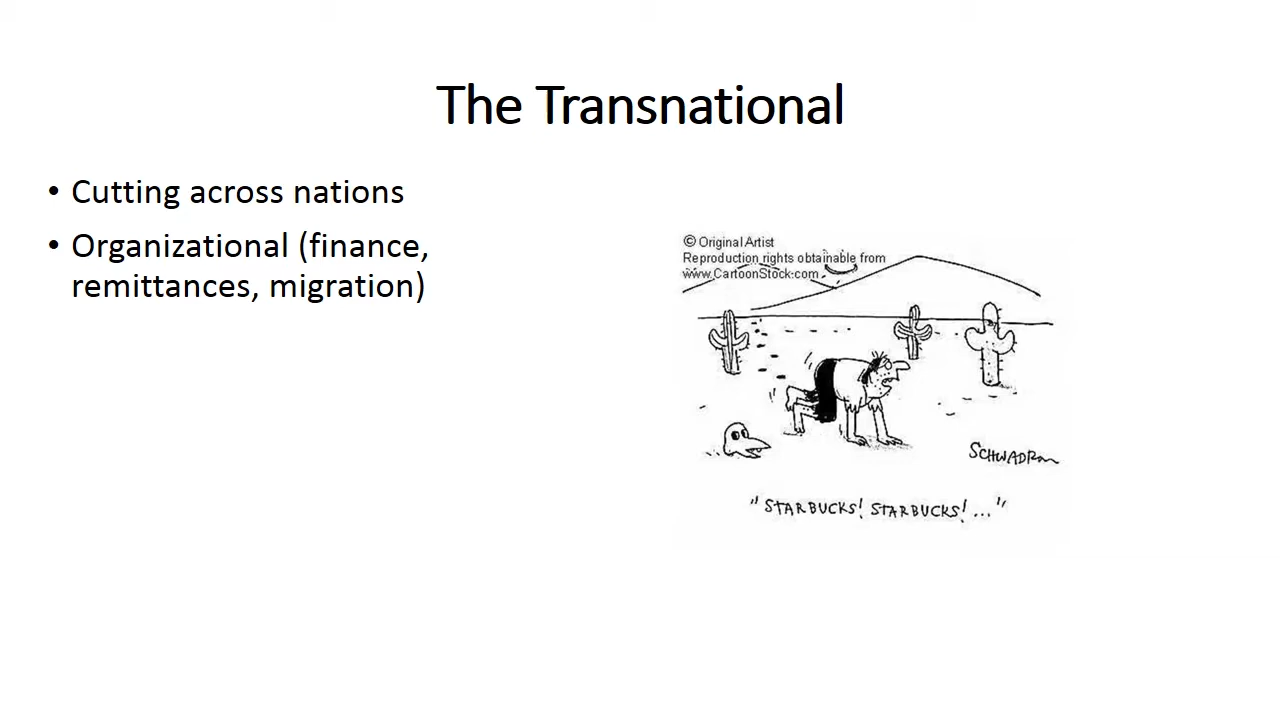 The Transnational
• Cutting across nations
• Organizational (finance,
remittances, migration)
© Original Artist
Reproduction rights obtainable from
www.CartoonStock.com
SCHWADRON
"STARBUCKS! STARBUCKS!..."